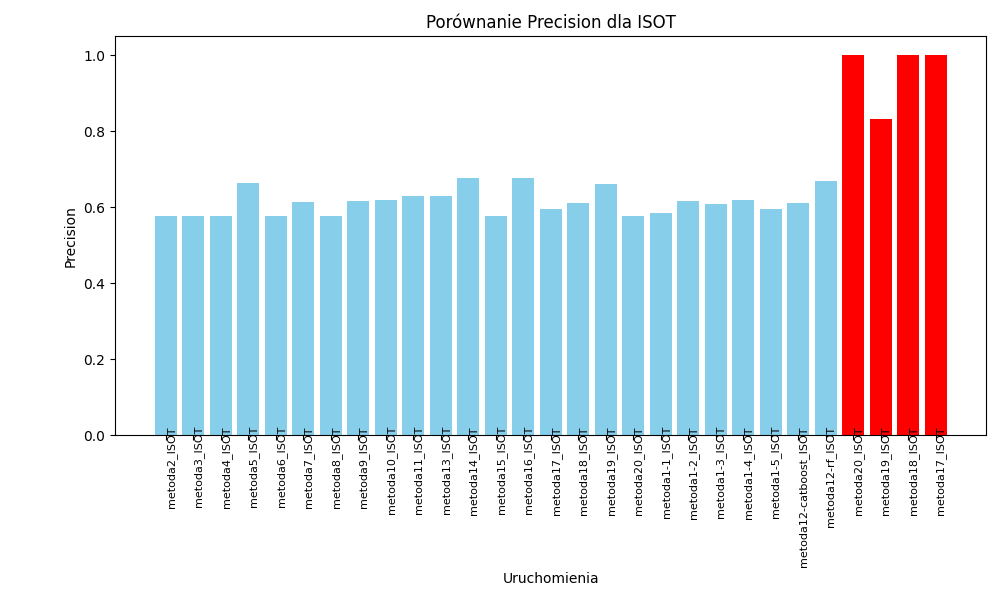 Porównanie Precision dla ISOT
1.0
0.8
0.6
0.4
0.2
0.0
Precision
metoda2_ISOT
metoda3_ISOT
metoda4_ISOT
metoda5_ISOT
metoda6_ISOT
metoda7_ISOT
metoda8_ISOT
metoda9_ISOT
metoda10_ISOT
metoda11_ISOT
metoda13_ISOT
metoda14_ISOT
metoda15_ISOT
metoda16_ISOT
metoda17_ISOT
metoda18_ISOT
metoda19_ISOT
metoda20_ISOT
metoda1-1_ISOT
metoda1-2_ISOT
metoda1-3_ISOT
metoda1-4_ISOT
metoda1-5_ISOT
metoda12-catboost_ISOT
metoda12-rf_ISOT
metoda20_ISOT
metoda19_ISOT
metoda18_ISOT
metoda17_ISOT
Uruchomienia